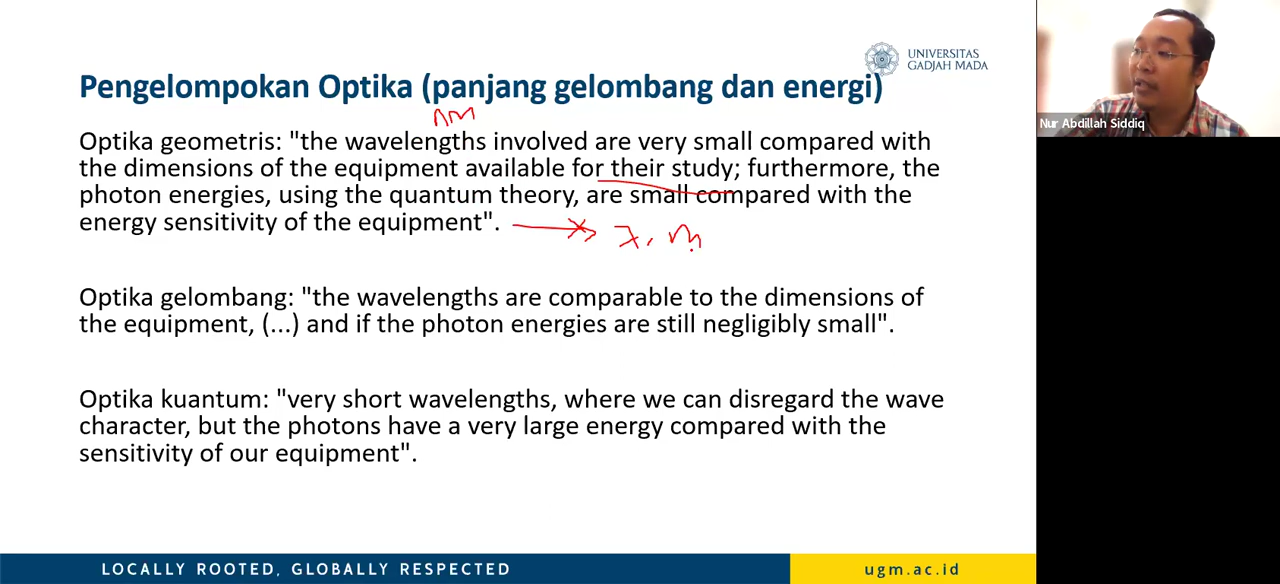 UNIVERSITAS
GADJAH MADA
Pengelompokan Optika (panjang gelombang dan energi)
nm
Optika geometris: "the wavelengths involved are very small compared with
the dimensions of the equipment available for their study; furthermore, the
photon energies, using the quantum theory, are small compared with the
energy sensitivity of the equipment".
Optika gelombang: "the wavelengths are comparable to the dimensions of
the equipment, (...) and if the photon energies are still negligibly small".
Optika kuantum: "very short wavelengths, where we can disregard the wave
character, but the photons have a very large energy compared with the
sensitivity of our equipment".
LOCALLY ROOTED, GLOBALLY RESPECTED
ugm.ac.id
Nur Abdillah Siddiq